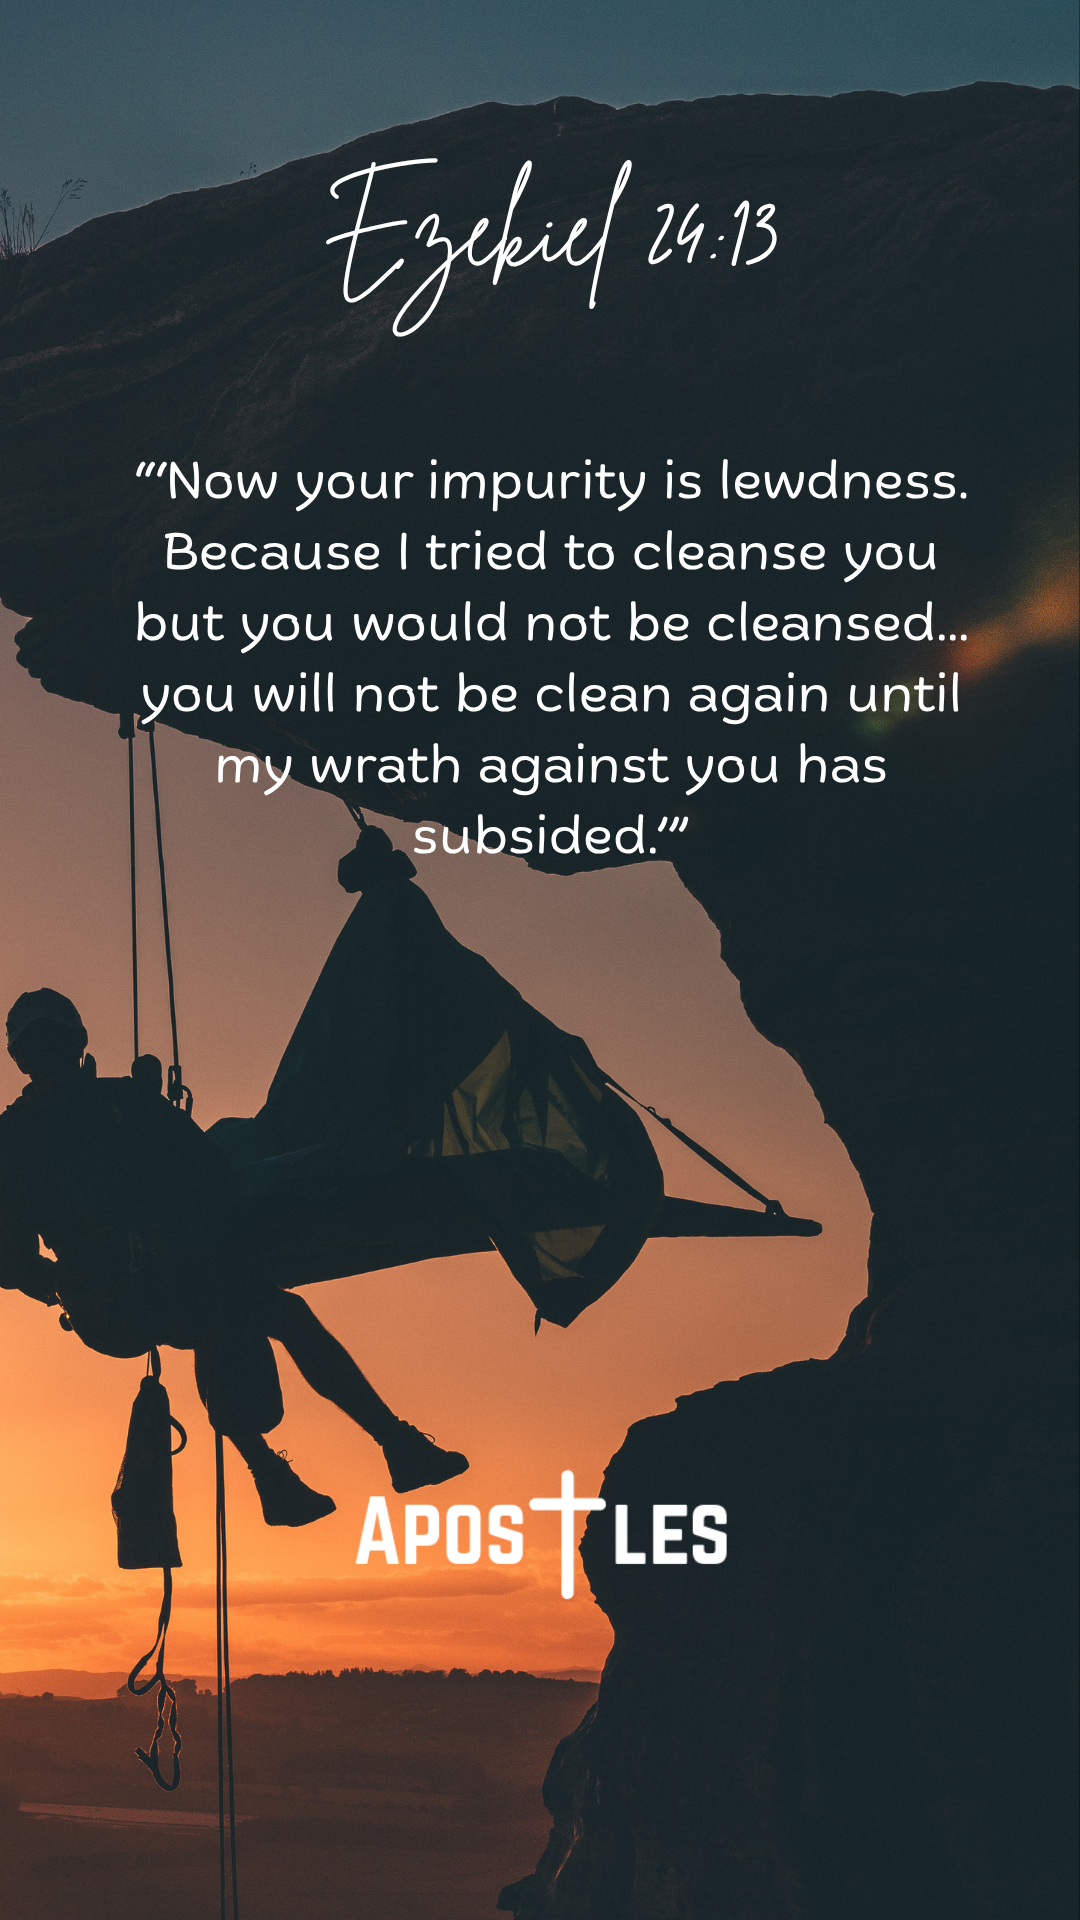 Ezekiel 24:13
"'"Now your impurity is lewdness.
Because I tried to cleanse you
but you would not be cleansed...
you will not be clean again until
my wrath against you has
subsided."'"
APOSTLES